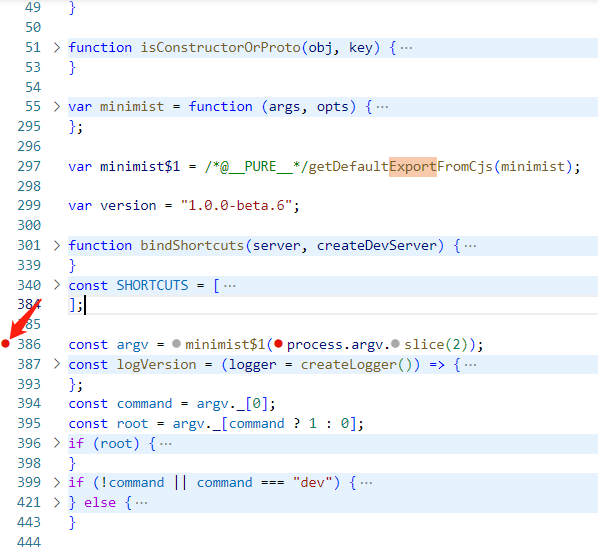 49 }
50
51 > function isConstructorOrProto(obj, key) { ···
53 }
54
55 > var minimist = function (args, opts) { ···
295 };
296
297 var minimist$1 = /*@__PURE__*/getDefaultExportFromCjs(minimist);
298
299 var version = "1.0.0-beta.6";
300
301 > function bindShortcuts(server, createDevServer) { ···
339 }
340 > const SHORTCUTS = [ ···
384 ];
385
386 const argv = minimist$1(process.argv.slice(2));
387 > const logVersion = (logger = createLogger()) => { ···
393 };
394 const command = argv._[0];
395 const root = argv._[command ? 1 : 0];
396 > if (root) { ···
398 }
399 > if (!command || command === "dev") { ···
421 > } else { ···
443 }
444